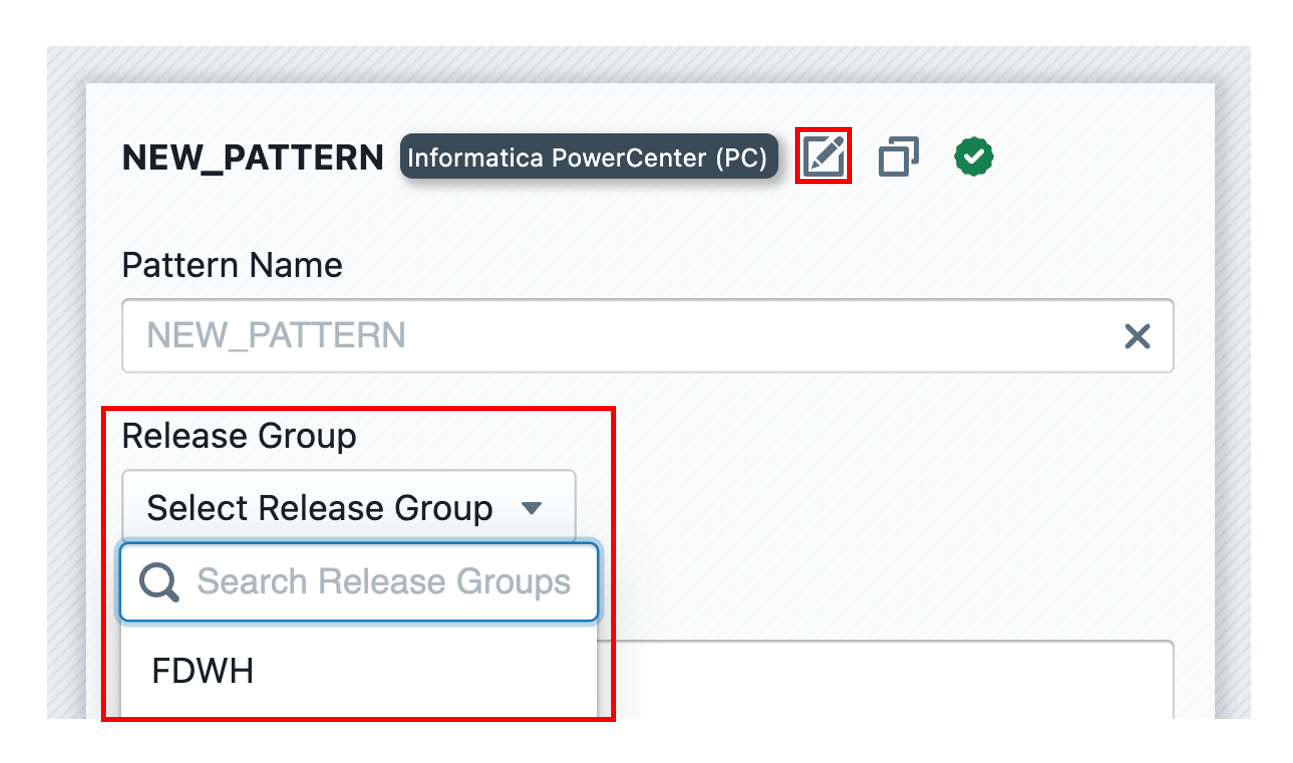 NEW_PATTERN Informatica PowerCenter (PC)
Pattern Name
NEW_PATTERN
Release Group
Select Release Group
Search Release Groups
FDWH